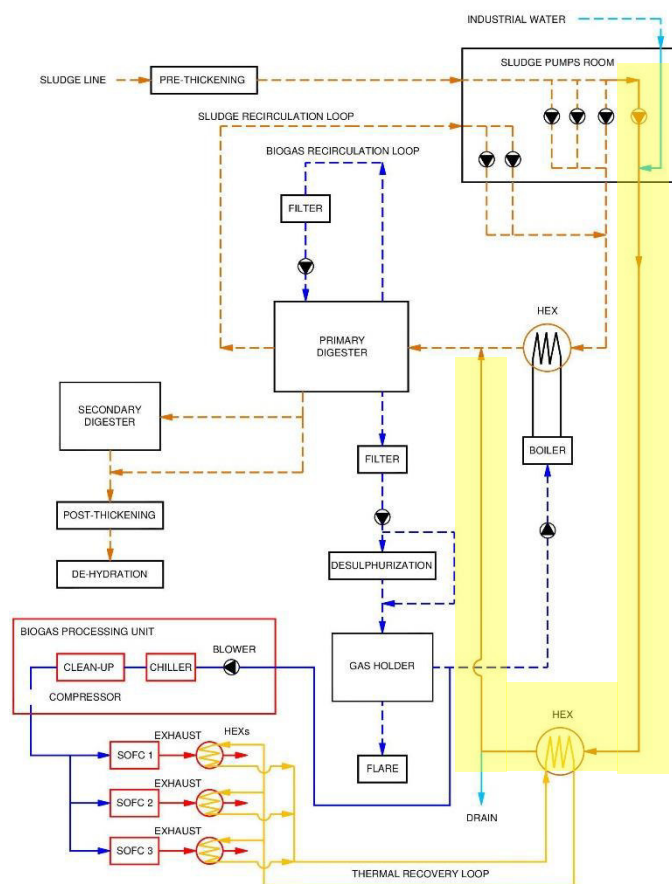 INDUSTRIAL WATER
SLUDGE PUMPS ROOM
SLUDGE LINE
PRE-THICKENING
SLUDGE RECIRCULATION LOOP
BIOGAS RECIRCULATION LOOP
FILTER
HEX
PRIMARY
DIGESTER
SECONDARY
DIGESTER
FILTER
BOILER
POST-THICKENING
DESULPHURIZATION
DE-HYDRATION
BIOGAS PROCESSING UNIT
BLOWER
CLEAN-UP
CHILLER
GAS HOLDER
COMPRESSOR
HEX
EXHAUST
HEXs
SOFC 1
FLARE
EXHAUST
SOFC 2
DRAIN
EXHAUST
SOFC 3
THERMAL RECOVERY LOOP